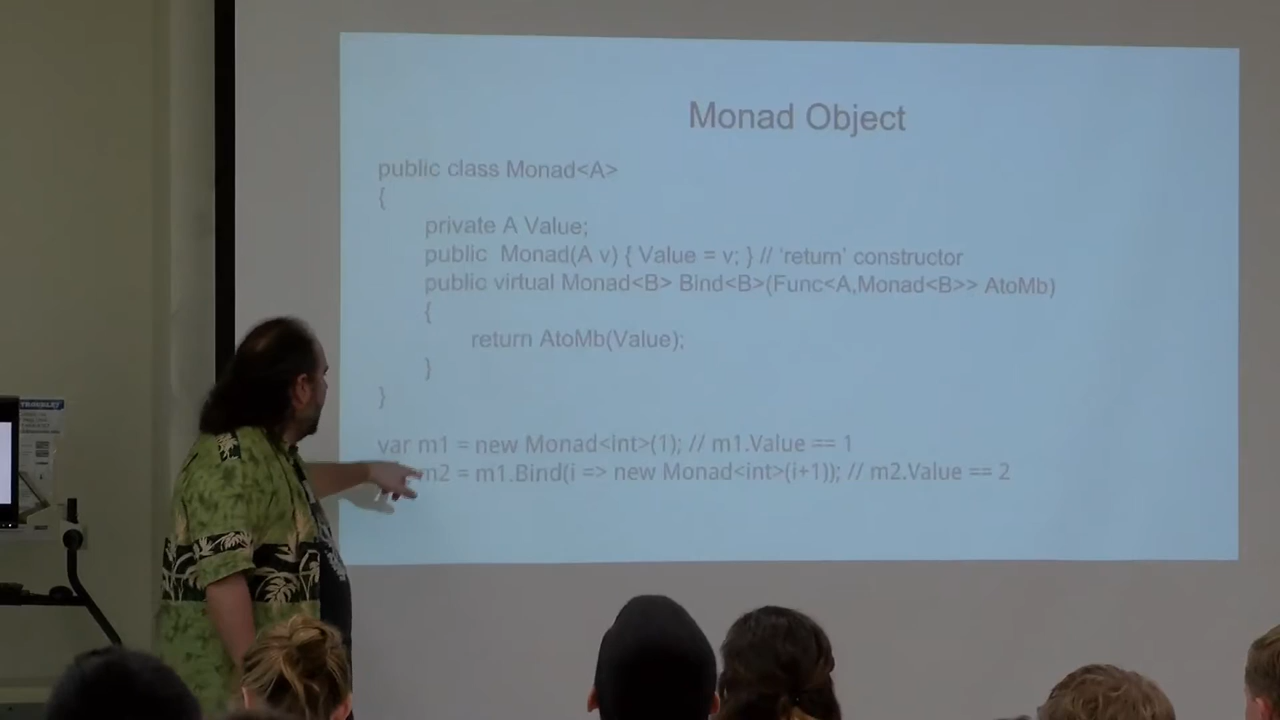 Monad Object
public class Monad<A>
{
private A Value;
public Monad(A v) { Value = v; } // 'return' constructor
public virtual Monad<B> Bind<B>(Func<A,Monad<B>> AtoMb)
{
return AtoMb(Value);
}
}
var m1 = new Monad<int>(1); // m1.Value == 1
m2 = m1.Bind(i => new Monad<int>(i+1)); // m2.Value == 2